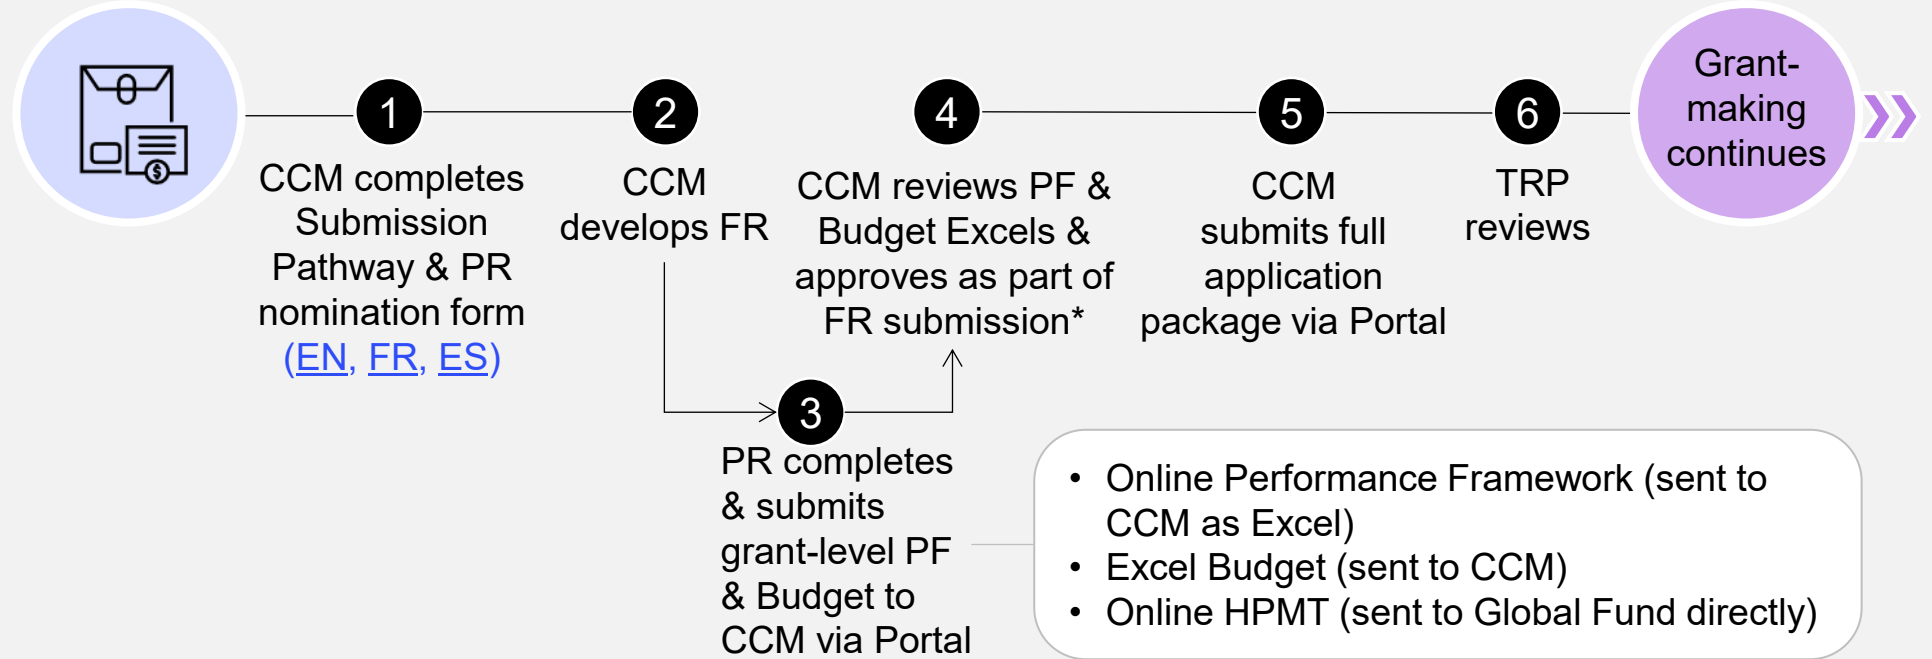 1
CCM completes
Submission
Pathway & PR
nomination form
(EN, FR, ES)
2
CCM
develops FR
3
PR completes
& submits
grant-level PF
& Budget to
CCM via Portal
• Online Performance Framework (sent to
CCM as Excel)
• Excel Budget (sent to CCM)
• Online HPMT (sent to Global Fund directly)
4
CCM reviews PF &
Budget Excels &
approves as part of
FR submission*
5
CCM
submits full
application
package via Portal
6
TRP
reviews
Grant-
making
continues